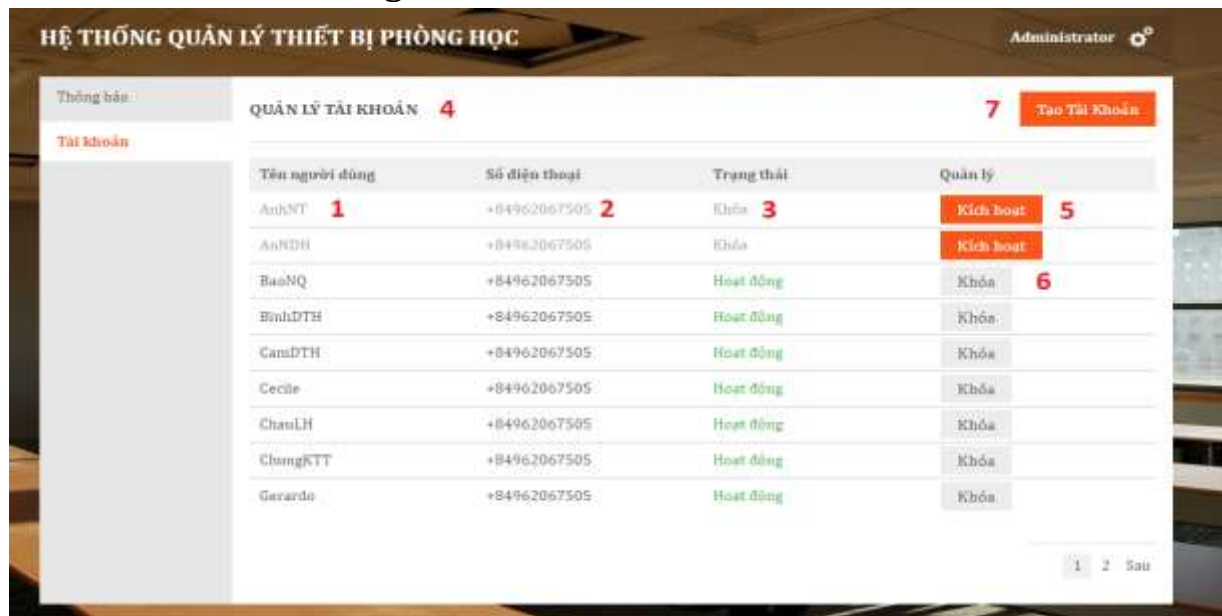 HỆ THỐNG QUẢN LÝ THIẾT BỊ PHÒNG HỌC Administrator
Thông báo
QUẢN LÝ TÀI KHOẢN 4 7 Tạo Tài Khoản
Tài khoản
Tên người dùng Số điện thoại Trạng thái Quản lý
AnhNT 1 +84962067505 2 Khóa 3 Kích hoạt 5
AnNDH +84962067505 Khóa Kích hoạt
BaoNQ +84962067505 Hoạt động Khóa 6
BinhDTH +84962067505 Hoạt động Khóa
CamDTH +84962067505 Hoạt động Khóa
Cecile +84962067505 Hoạt động Khóa
ChauLH +84962067505 Hoạt động Khóa
ChungKTT +84962067505 Hoạt động Khóa
Gerardo +84962067505 Hoạt động Khóa
1 2 Sau